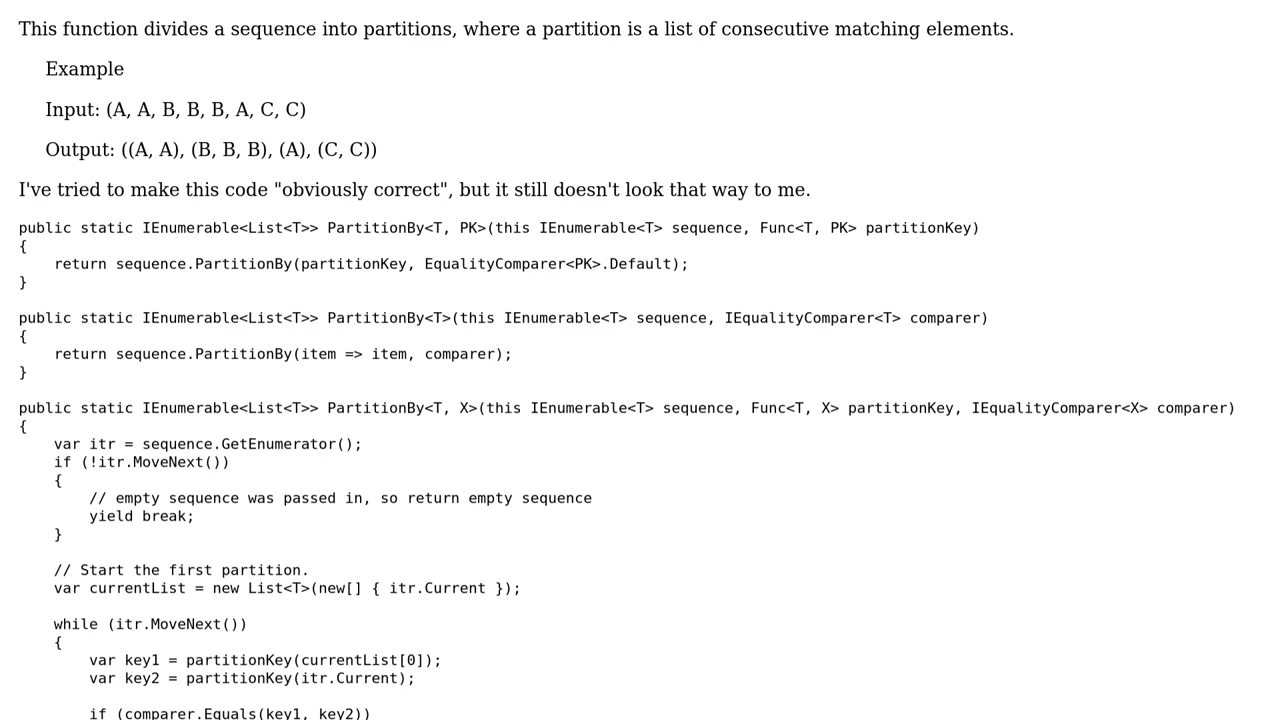 This function divides a sequence into partitions, where a partition is a list of consecutive matching elements.
Example
Input: (A, A, B, B, B, A, C, C)
Output: ((A, A), (B, B, B), (A), (C, C))
I've tried to make this code "obviously correct", but it still doesn't look that way to me.
public static IEnumerable<List<T>> PartitionBy<T, PK>(this IEnumerable<T> sequence, Func<T, PK> partitionKey)
{
    return sequence.PartitionBy(partitionKey, EqualityComparer<PK>.Default);
}
public static IEnumerable<List<T>> PartitionBy<T>(this IEnumerable<T> sequence, IEqualityComparer<T> comparer)
{
    return sequence.PartitionBy(item => item, comparer);
}
public static IEnumerable<List<T>> PartitionBy<T, X>(this IEnumerable<T> sequence, Func<T, X> partitionKey, IEqualityComparer<X> comparer)
{
    var itr = sequence.GetEnumerator();
    if (!itr.MoveNext())
    {
        // empty sequence was passed in, so return empty sequence
        yield break;
    }
    // Start the first partition.
    var currentList = new List<T>(new[] { itr.Current });
    while (itr.MoveNext())
    {
        var key1 = partitionKey(currentList[0]);
        var key2 = partitionKey(itr.Current);
        if (comparer.Equals(key1, key2))